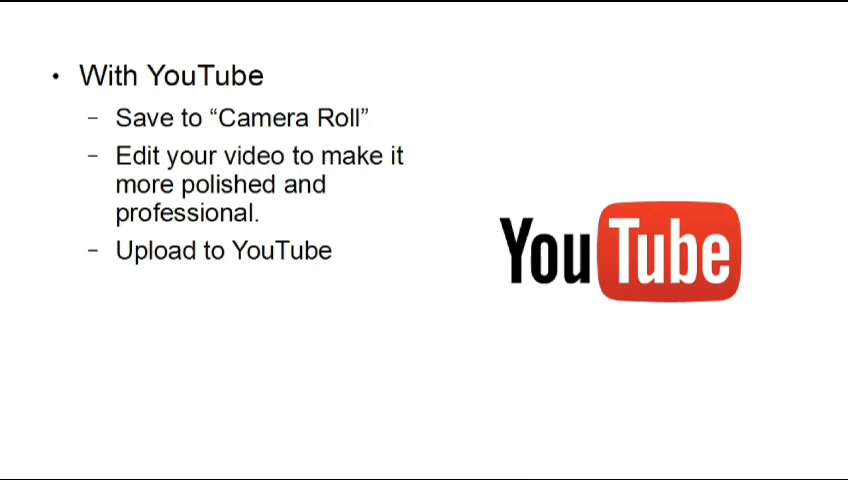 • With YouTube
– Save to “Camera Roll”
– Edit your video to make it
more polished and
professional.
– Upload to YouTube
YouTube